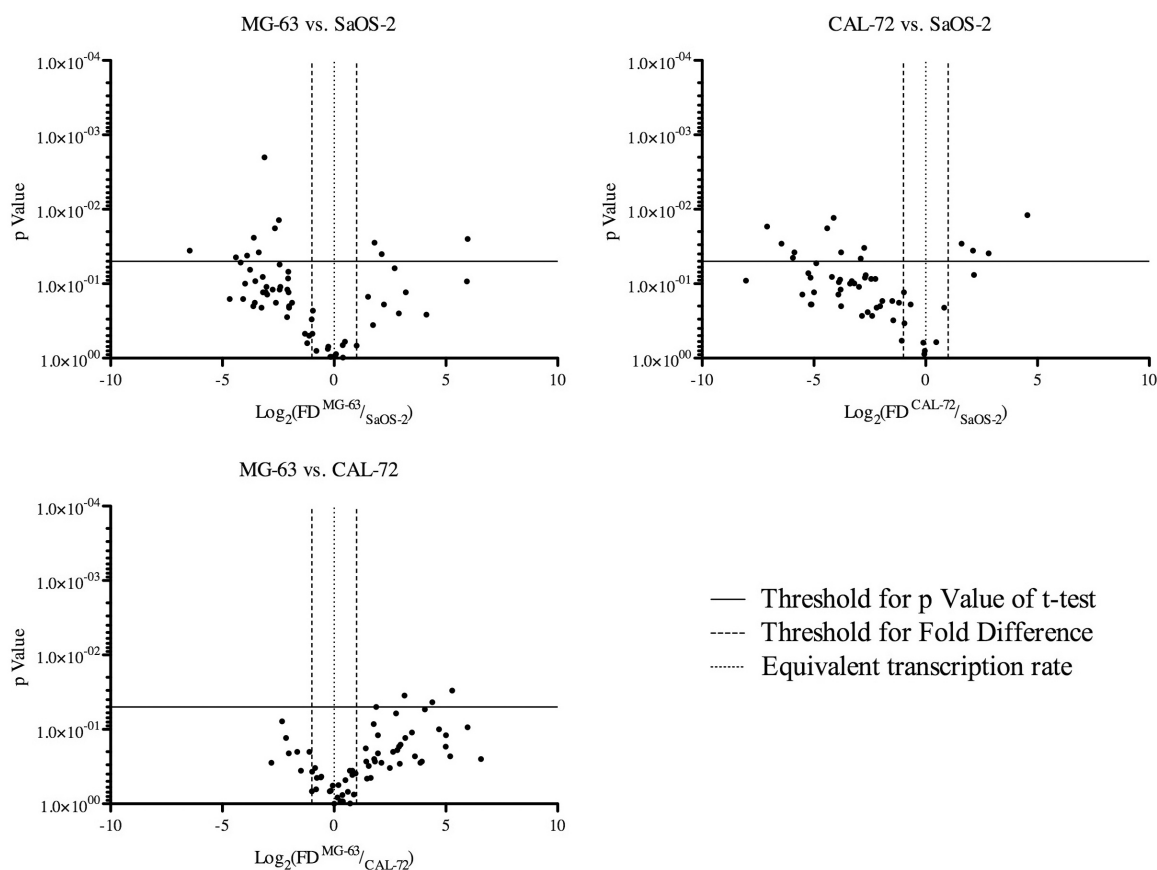 MG-63 vs. SaOS-2
p Value
1.0×10⁻⁰⁴
1.0×10⁻⁰³
1.0×10⁻⁰²
1.0×10⁻⁰¹
1.0×10⁰⁰
-10 -5 0 5 10
Log₂(FD^MG-63/SaOS-2)
CAL-72 vs. SaOS-2
p Value
1.0×10⁻⁰⁴
1.0×10⁻⁰³
1.0×10⁻⁰²
1.0×10⁻⁰¹
1.0×10⁰⁰
-10 -5 0 5 10
Log₂(FD^CAL-72/SaOS-2)
MG-63 vs. CAL-72
p Value
1.0×10⁻⁰⁴
1.0×10⁻⁰³
1.0×10⁻⁰²
1.0×10⁻⁰¹
1.0×10⁰⁰
-10 -5 0 5 10
Log₂(FD^MG-63/CAL-72)
Threshold for p Value of t-test
Threshold for Fold Difference
Equivalent transcription rate